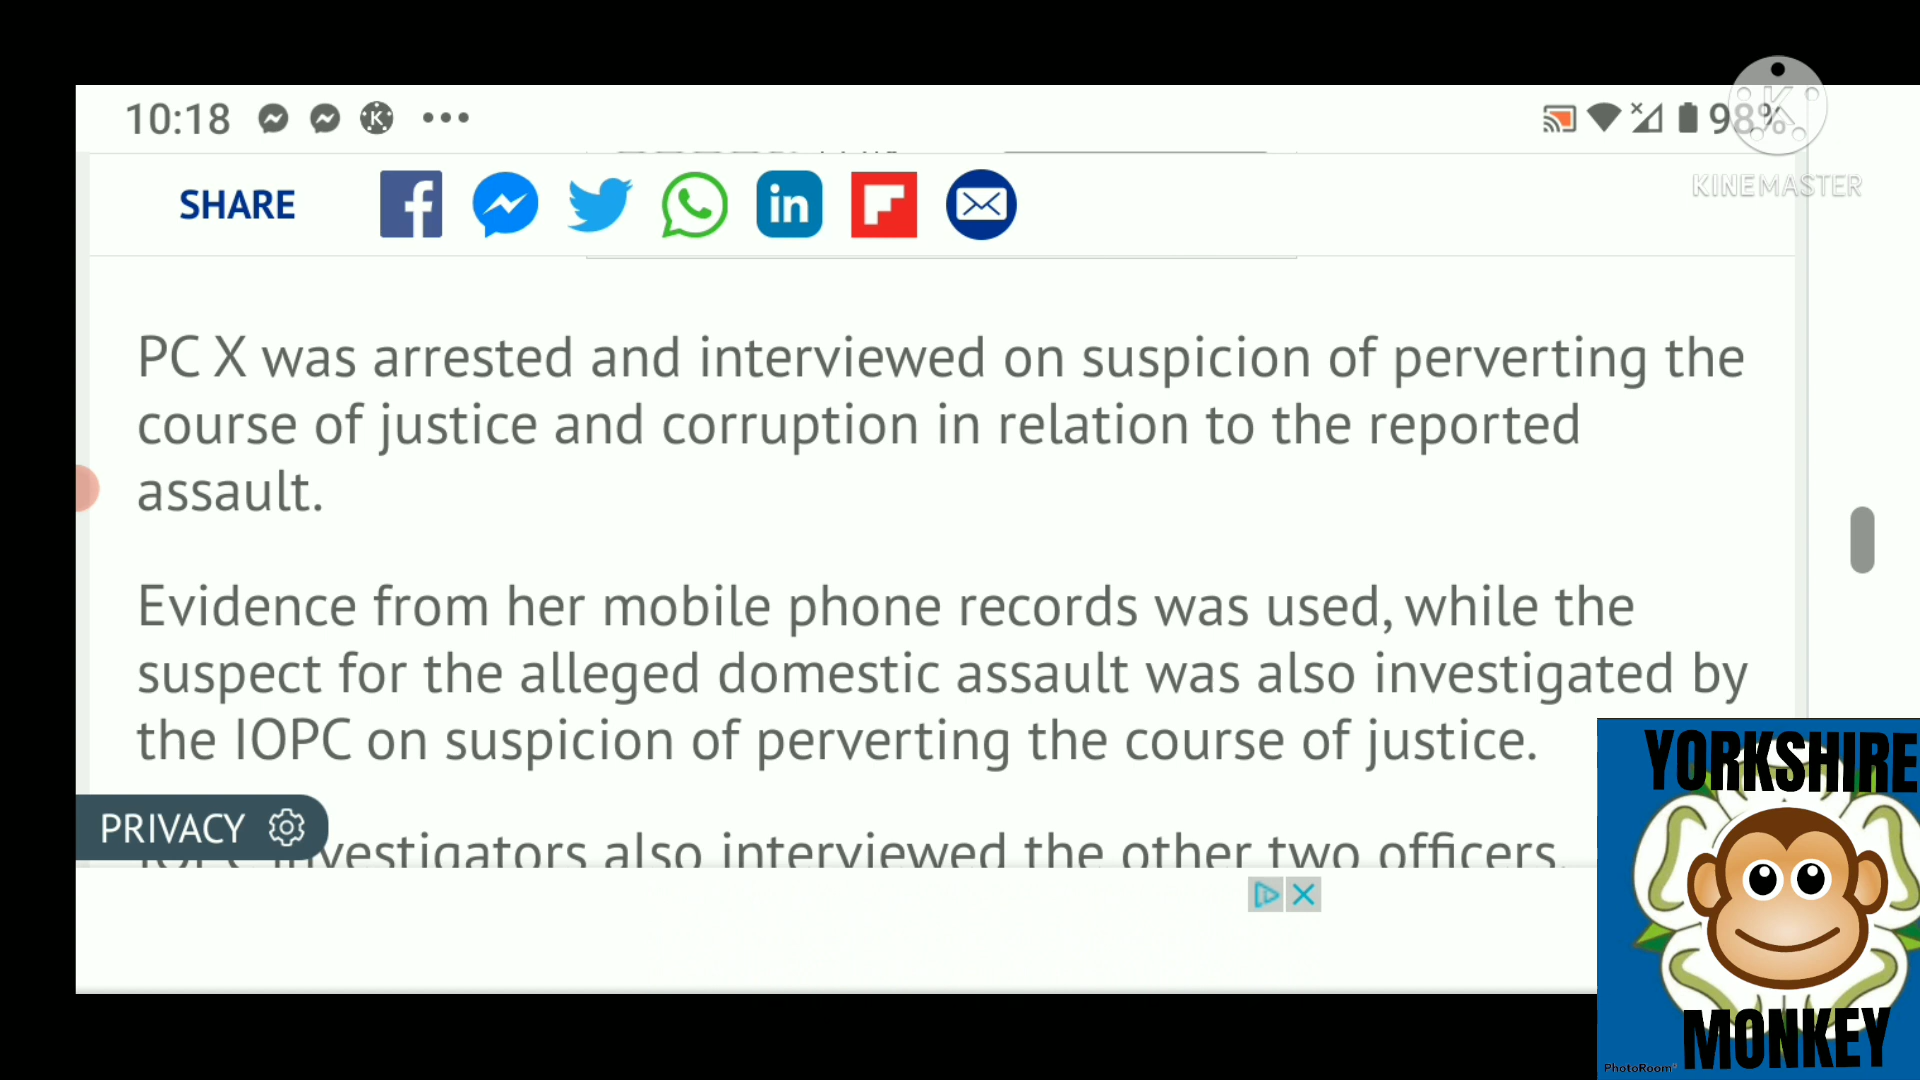 10:18
98%
KINEMASTER
SHARE
PC X was arrested and interviewed on suspicion of perverting the
course of justice and corruption in relation to the reported
assault.
Evidence from her mobile phone records was used, while the
suspect for the alleged domestic assault was also investigated by
the IOPC on suspicion of perverting the course of justice.
PRIVACY
IOPC investigators also interviewed the other two officers.
YORKSHIRE
MONKEY
PhotoRoom